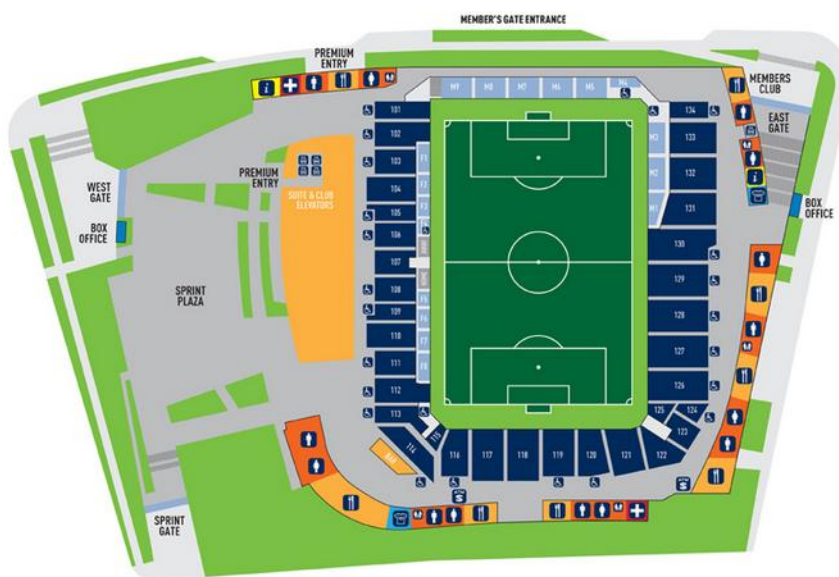 MEMBER'S GATE ENTRANCE
PREMIUM
ENTRY
MEMBERS
CLUB
EAST
GATE
BOX
OFFICE
WEST
GATE
BOX
OFFICE
PREMIUM
ENTRY
SUITE & CLUB
ELEVATORS
SPRINT
PLAZA
SPRINT
GATE
BAR
M9
M8
M7
M6
M5
M4
M3
M2
M1
F1
F2
F3
F5
F6
F7
F8
101
102
103
104
105
106
107
108
109
110
111
112
113
114
115
116
117
118
119
120
121
122
123
124
125
126
127
128
129
130
131
132
133
134
i
i
$
$